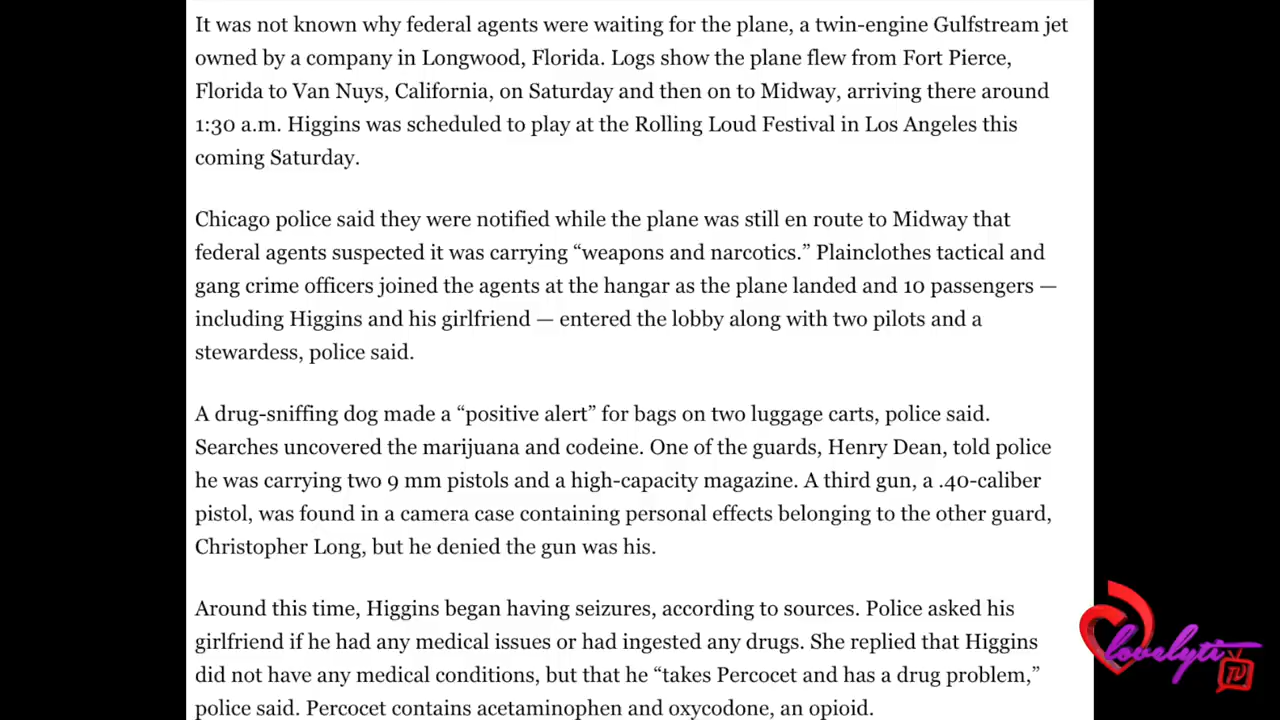 It was not known why federal agents were waiting for the plane, a twin-engine Gulfstream jet
owned by a company in Longwood, Florida. Logs show the plane flew from Fort Pierce,
Florida to Van Nuys, California, on Saturday and then on to Midway, arriving there around
1:30 a.m. Higgins was scheduled to play at the Rolling Loud Festival in Los Angeles this
coming Saturday.
Chicago police said they were notified while the plane was still en route to Midway that
federal agents suspected it was carrying “weapons and narcotics.” Plainclothes tactical and
gang crime officers joined the agents at the hangar as the plane landed and 10 passengers —
including Higgins and his girlfriend — entered the lobby along with two pilots and a
stewardess, police said.
A drug-sniffing dog made a “positive alert” for bags on two luggage carts, police said.
Searches uncovered the marijuana and codeine. One of the guards, Henry Dean, told police
he was carrying two 9 mm pistols and a high-capacity magazine. A third gun, a .40-caliber
pistol, was found in a camera case containing personal effects belonging to the other guard,
Christopher Long, but he denied the gun was his.
Around this time, Higgins began having seizures, according to sources. Police asked his
girlfriend if he had any medical issues or had ingested any drugs. She replied that Higgins
did not have any medical conditions, but that he “takes Percocet and has a drug problem,”
police said. Percocet contains acetaminophen and oxycodone, an opioid.
lovelyti
TV